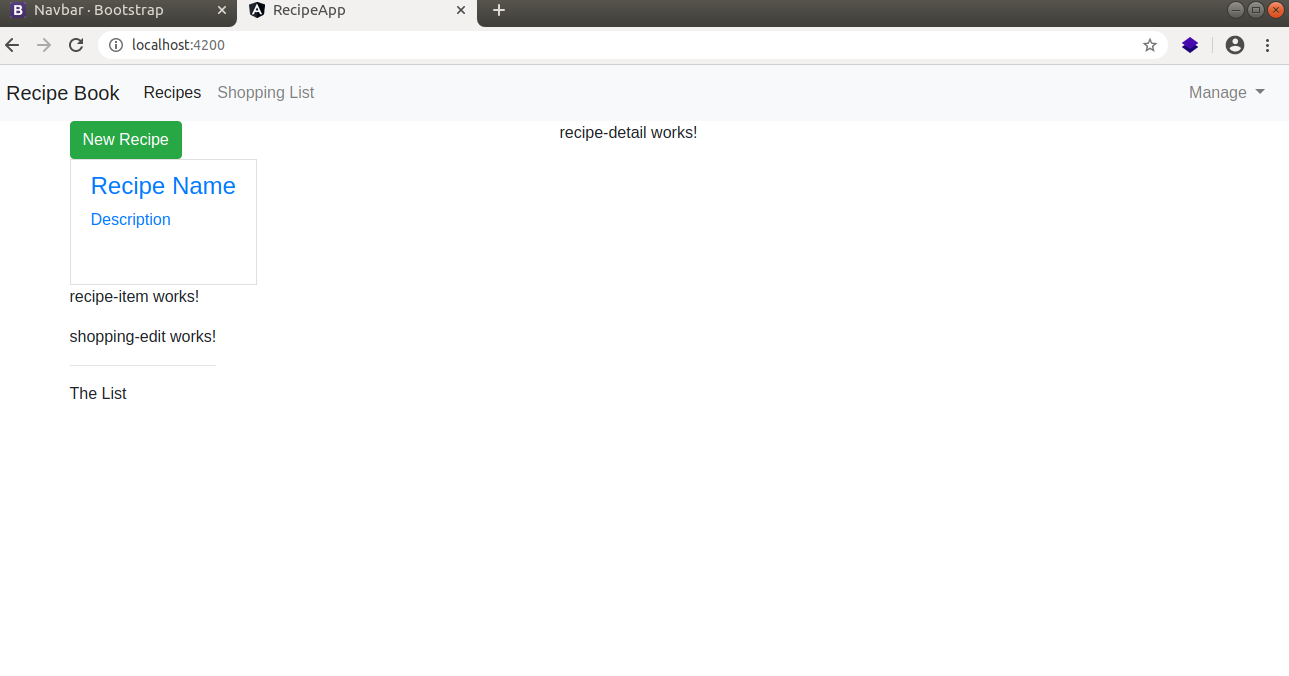 B Navbar · Bootstrap
A RecipeApp
localhost:4200
Recipe Book Recipes Shopping List Manage
New Recipe
recipe-detail works!
Recipe Name
Description
recipe-item works!
shopping-edit works!
The List